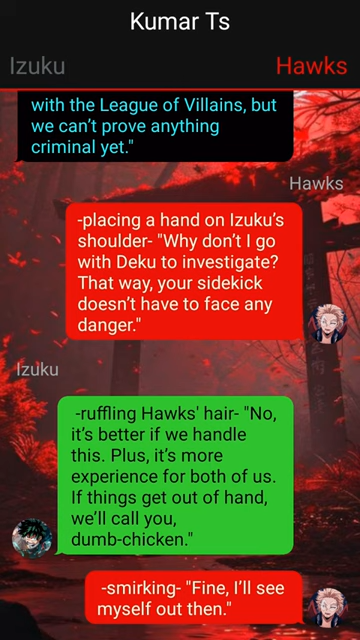 Kumar Ts
Izuku
Hawks
with the League of Villains, but
we can’t prove anything
criminal yet."
Hawks
-placing a hand on Izuku’s
shoulder- "Why don’t I go
with Deku to investigate?
That way, your sidekick
doesn’t have to face any
danger."
Izuku
-ruffling Hawks' hair- "No,
it’s better if we handle
this. Plus, it’s more
experience for both of us.
If things get out of hand,
we’ll call you,
dumb-chicken."
-smirking- "Fine, I’ll see
myself out then."